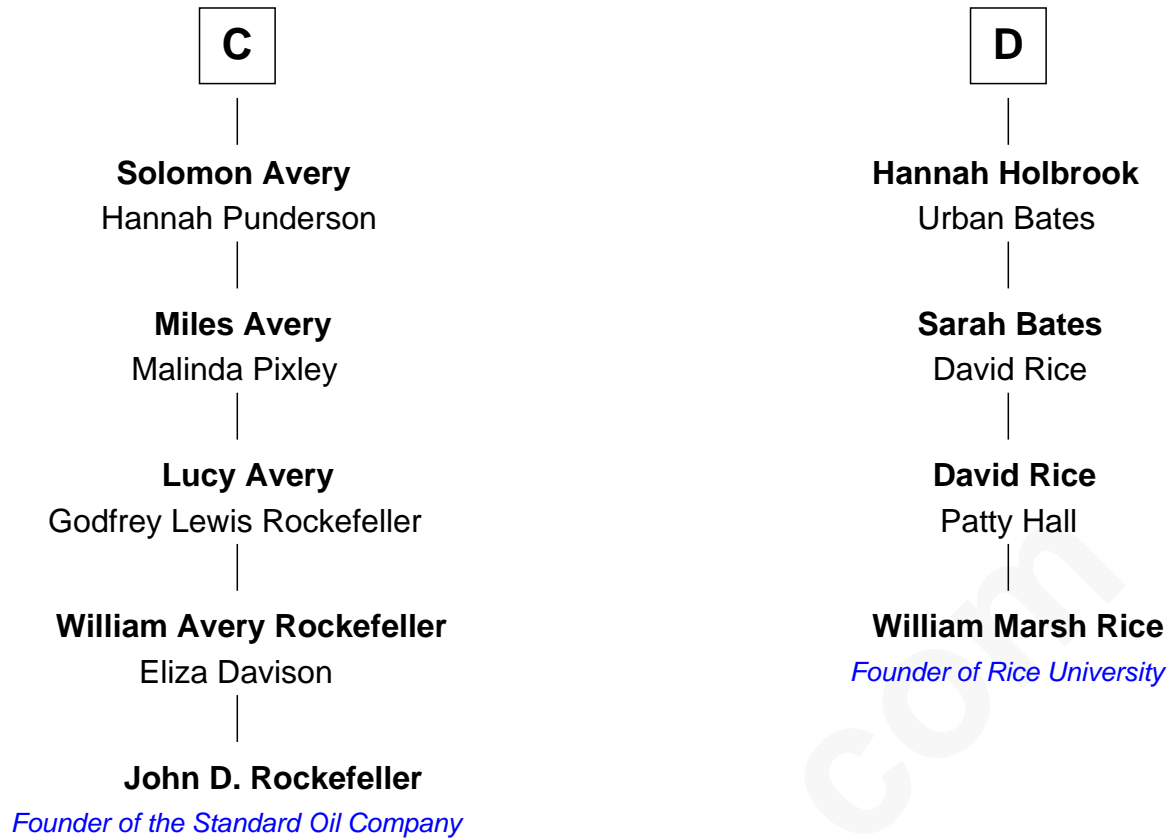 C
Solomon Avery
Hannah Punderson
Miles Avery
Malinda Pixley
Lucy Avery
Godfrey Lewis Rockefeller
William Avery Rockefeller
Eliza Davison
John D. Rockefeller
Founder of the Standard Oil Company
D
Hannah Holbrook
Urban Bates
Sarah Bates
David Rice
David Rice
Patty Hall
William Marsh Rice
Founder of Rice University
com